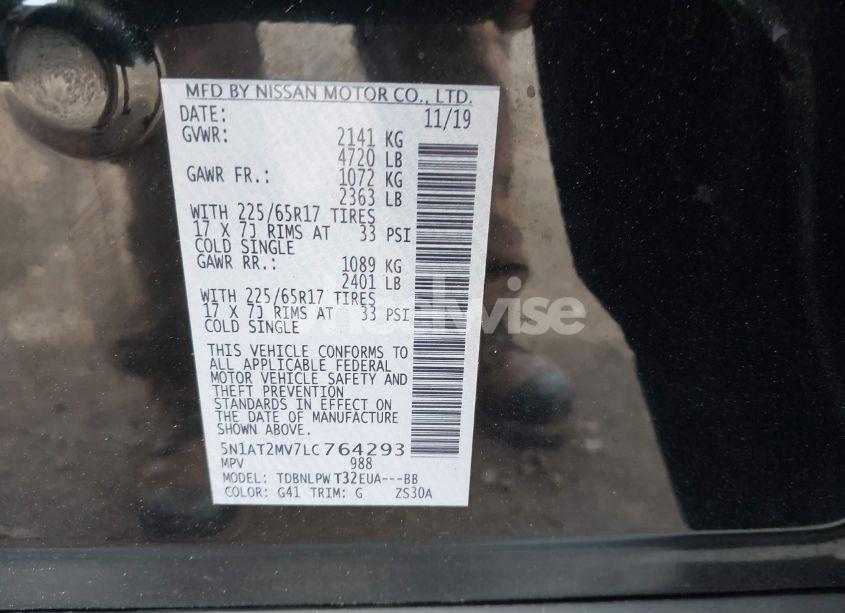 MFD BY NISSAN MOTOR CO., LTD.
DATE: 11/19
GVWR: 2141 KG
4720 LB
GAWR FR.: 1072 KG
2363 LB
WITH 225/65R17 TIRES
17 X 7J RIMS AT 33 PSI
COLD SINGLE
GAWR RR.: 1089 KG
2401 LB
WITH 225/65R17 TIRES
17 X 7J RIMS AT 33 PSI
COLD SINGLE
wheelwise
THIS VEHICLE CONFORMS TO
ALL APPLICABLE FEDERAL
MOTOR VEHICLE SAFETY AND
THEFT PREVENTION
STANDARDS IN EFFECT ON
THE DATE OF MANUFACTURE
SHOWN ABOVE.
5N1AT2MV7LC764293
MPV 988
MODEL: TDBNLPW T32EUA---BB
COLOR: G41 TRIM: G ZS30A